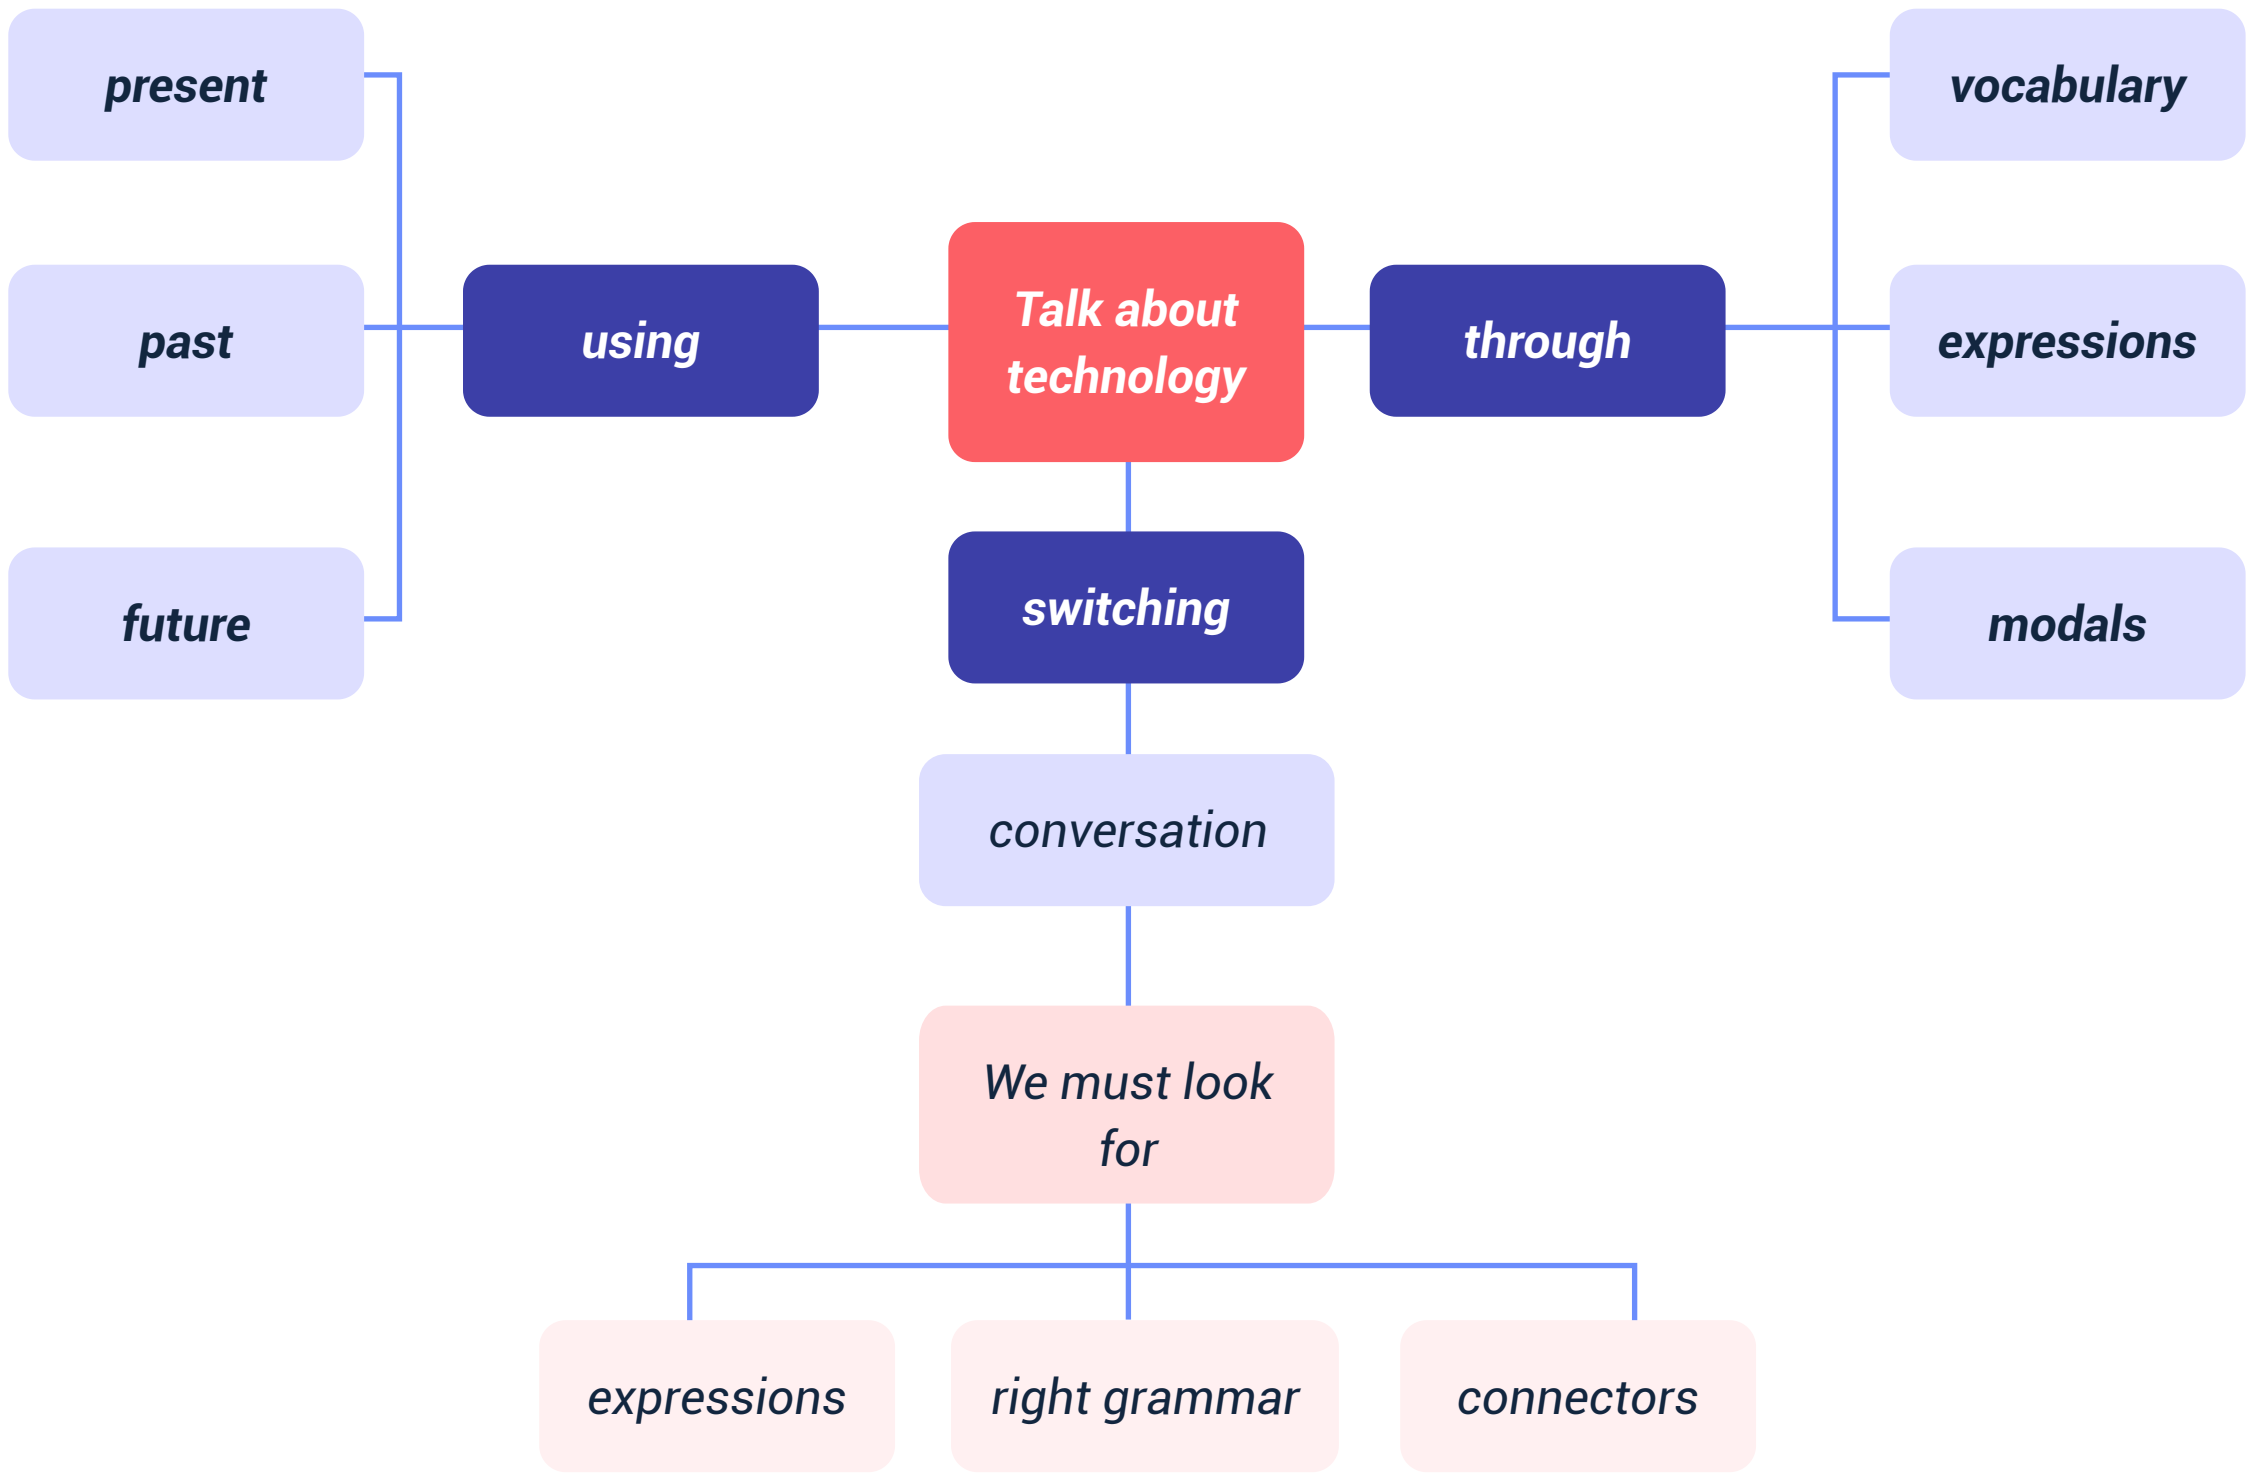 present
vocabulary
Talk about
technology
past
using
through
expressions
switching
future
modals
conversation
We must look
for
expressions
right grammar
connectors